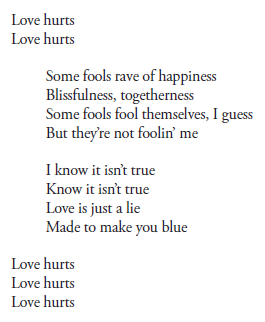 Love hurts
Love hurts
Some fools rave of happiness
Blissfulness, togetherness
Some fools fool themselves, I guess
But they’re not foolin’ me
I know it isn’t true
Know it isn’t true
Love is just a lie
Made to make you blue
Love hurts
Love hurts
Love hurts